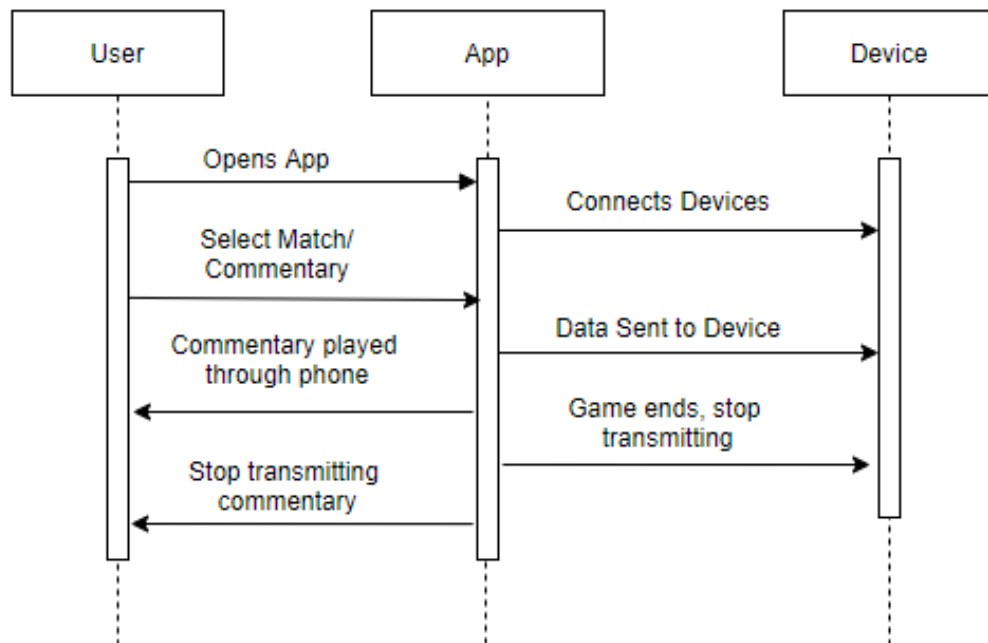 User
App
Device
Opens App
Connects Devices
Select Match/
Commentary
Data Sent to Device
Commentary played
through phone
Game ends, stop
transmitting
Stop transmitting
commentary